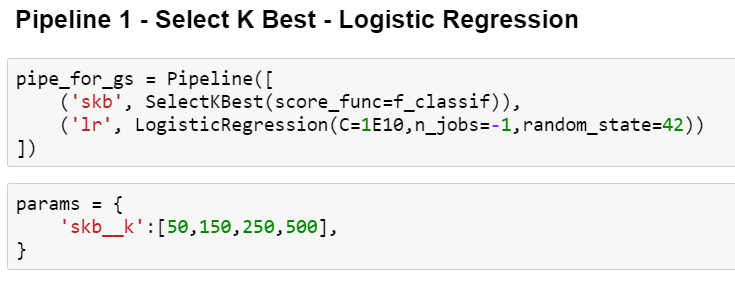 Pipeline 1 - Select K Best - Logistic Regression
pipe_for_gs = Pipeline([
    ('skb', SelectKBest(score_func=f_classif)),
    ('lr', LogisticRegression(C=1E10,n_jobs=-1,random_state=42))
])
params = {
    'skb__k':[50,150,250,500],
}